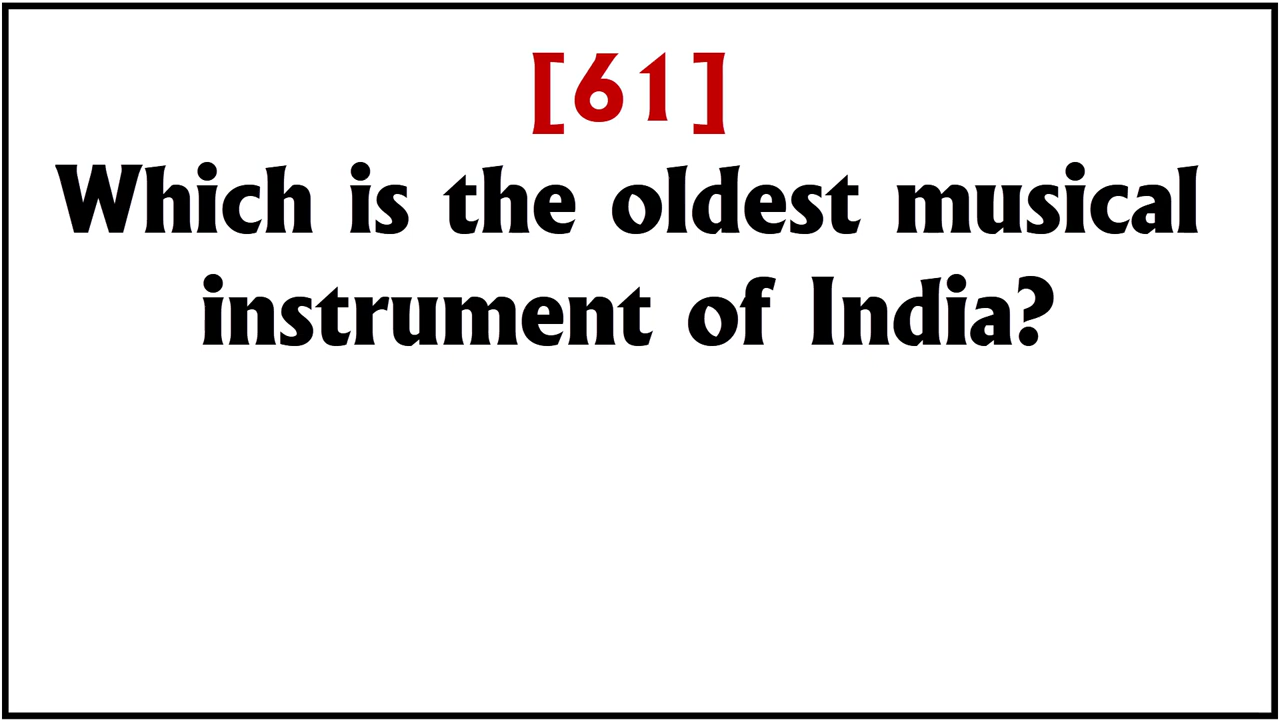 [61]
Which is the oldest musical
instrument of India?